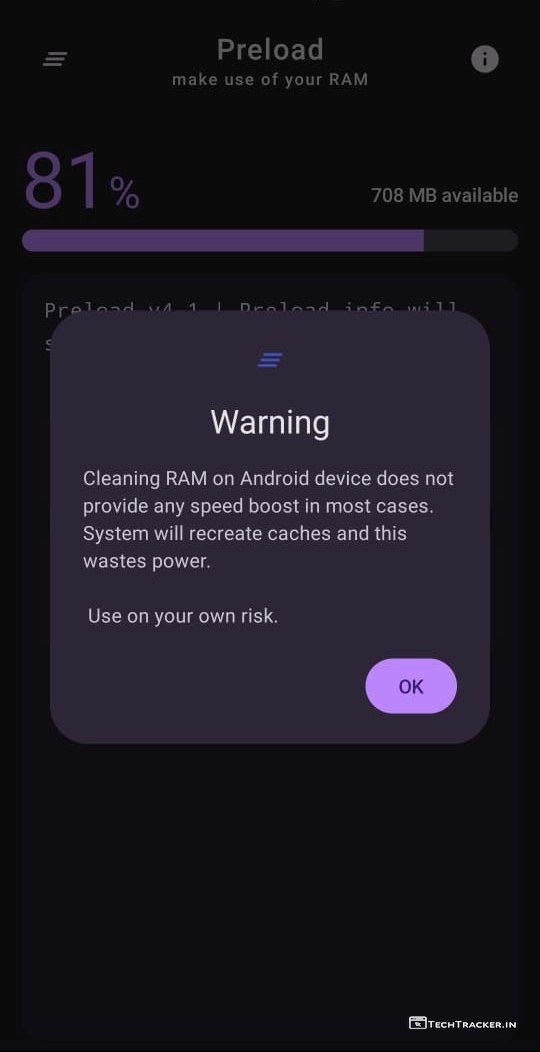 Preload
make use of your RAM
81%
708 MB available
Preload v4.1 | Preload info will
Warning
Cleaning RAM on Android device does not
provide any speed boost in most cases.
System will recreate caches and this
wastes power.
Use on your own risk.
OK
TechTracker.in